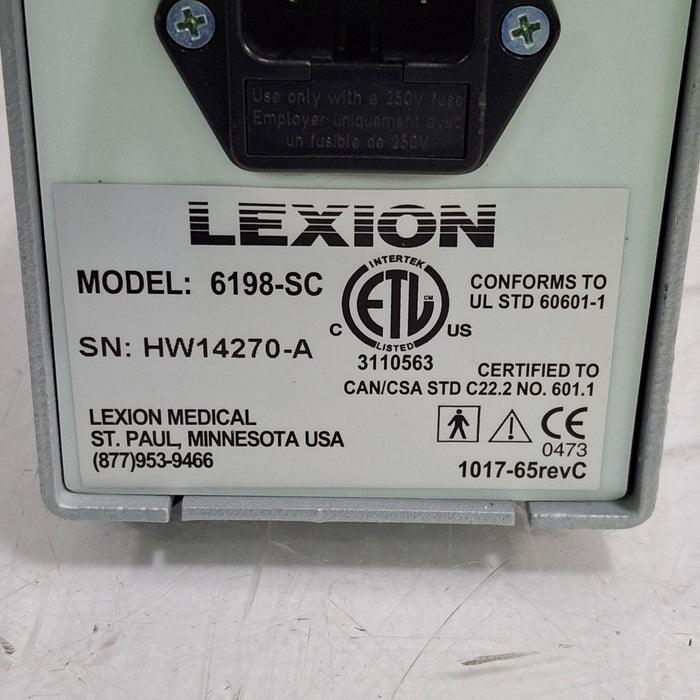 Use only with a 250V fuse
Employer uniquement avec
un fusible de 250V
LEXION
MODEL: 6198-SC
INTERTEK
ETL CM
C US
LISTED
3110563
CONFORMS TO
UL STD 60601-1
SN: HW14270-A
CERTIFIED TO
CAN/CSA STD C22.2 NO. 601.1
LEXION MEDICAL
ST. PAUL, MINNESOTA USA
(877)953-9466
CE
0473
1017-65revC